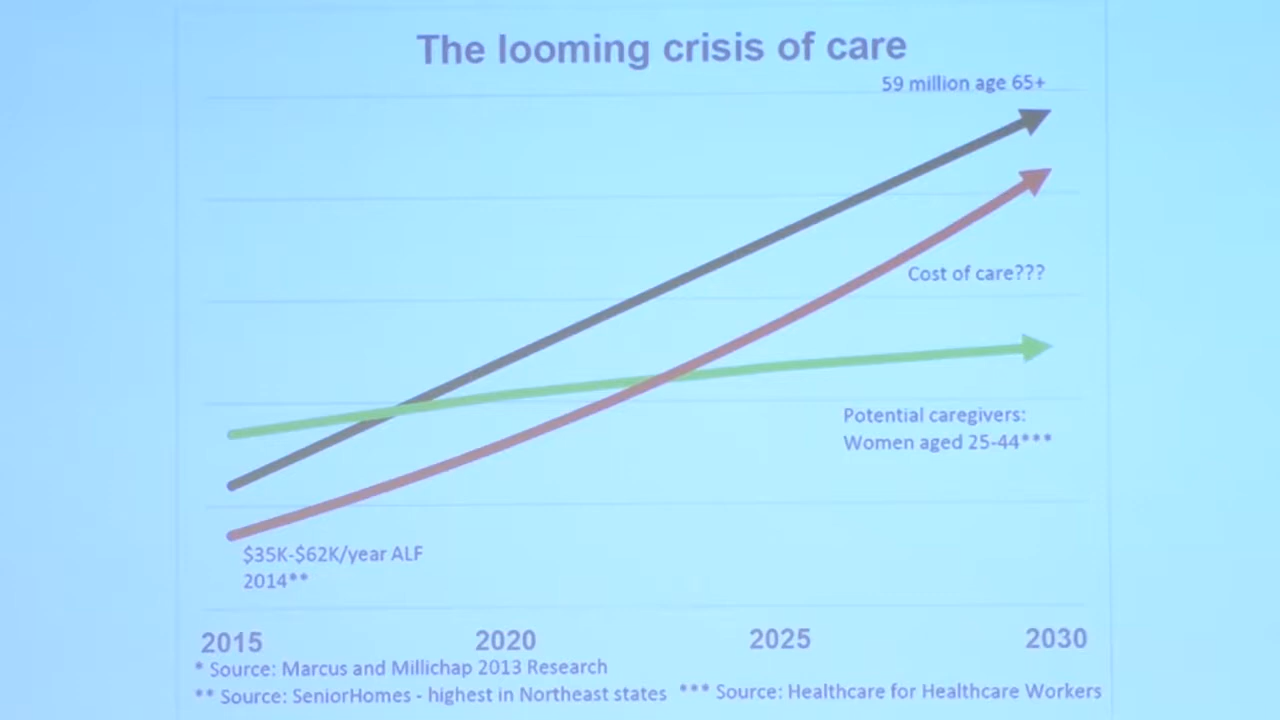 The looming crisis of care
59 million age 65+
Cost of care???
Potential caregivers:
Women aged 25-44***
$35K-$62K/year ALF
2014**
2015 2020 2025 2030
* Source: Marcus and Millichap 2013 Research
** Source: SeniorHomes - highest in Northeast states *** Source: Healthcare for Healthcare Workers